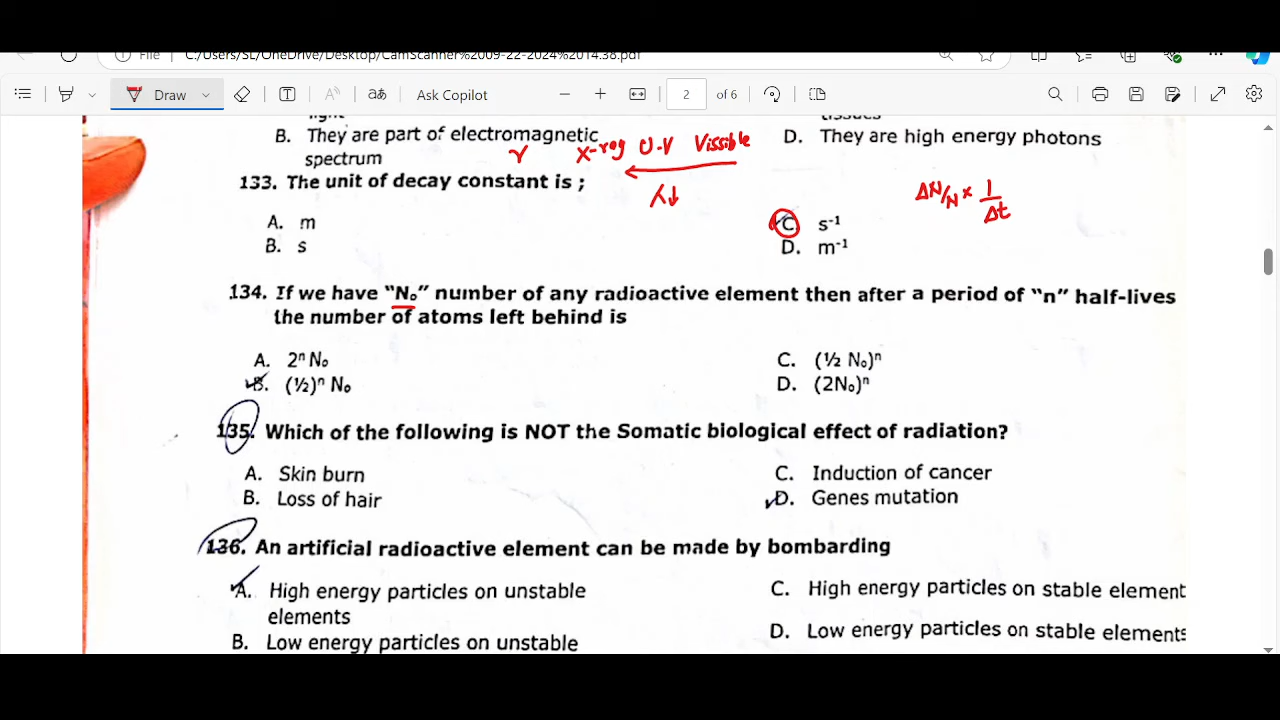 File
C:/Users/SL/OneDrive/Desktop/CamScanner%2009-22-2024%2014.38.pdf
Draw
aあ
Ask Copilot
2
of 6
B. They are part of electromagnetic
spectrum
tissues
D. They are high energy photons
γ X-ray U-V Vissible
λ↓
133. The unit of decay constant is ;
ΔN/N × 1/Δt
A. m
B. s
C. s⁻¹
D. m⁻¹
134. If we have “N₀” number of any radioactive element then after a period of “n” half-lives
the number of atoms left behind is
A. 2ⁿ N₀
B. (½)ⁿ N₀
C. (½ N₀)ⁿ
D. (2N₀)ⁿ
135. Which of the following is NOT the Somatic biological effect of radiation?
A. Skin burn
B. Loss of hair
C. Induction of cancer
D. Genes mutation
136. An artificial radioactive element can be made by bombarding
A. High energy particles on unstable
elements
B. Low energy particles on unstable
C. High energy particles on stable element
D. Low energy particles on stable elements